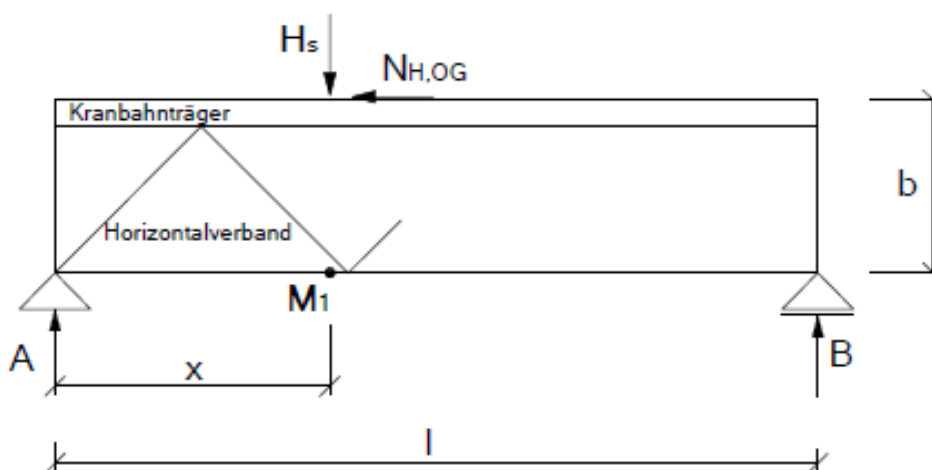 Hs
NH,OG
Kranbahnträger
b
Horizontalverband
M1
A
B
x
l